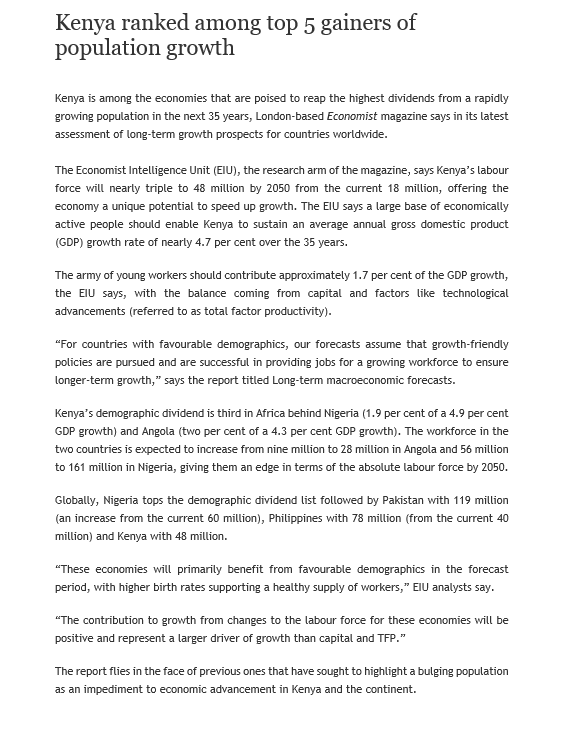 Kenya ranked among top 5 gainers of
population growth
Kenya is among the economies that are poised to reap the highest dividends from a rapidly
growing population in the next 35 years, London-based Economist magazine says in its latest
assessment of long-term growth prospects for countries worldwide.
The Economist Intelligence Unit (EIU), the research arm of the magazine, says Kenya’s labour
force will nearly triple to 48 million by 2050 from the current 18 million, offering the
economy a unique potential to speed up growth. The EIU says a large base of economically
active people should enable Kenya to sustain an average annual gross domestic product
(GDP) growth rate of nearly 4.7 per cent over the 35 years.
The army of young workers should contribute approximately 1.7 per cent of the GDP growth,
the EIU says, with the balance coming from capital and factors like technological
advancements (referred to as total factor productivity).
“For countries with favourable demographics, our forecasts assume that growth-friendly
policies are pursued and are successful in providing jobs for a growing workforce to ensure
longer-term growth,” says the report titled Long-term macroeconomic forecasts.
Kenya’s demographic dividend is third in Africa behind Nigeria (1.9 per cent of a 4.9 per cent
GDP growth) and Angola (two per cent of a 4.3 per cent GDP growth). The workforce in the
two countries is expected to increase from nine million to 28 million in Angola and 56 million
to 161 million in Nigeria, giving them an edge in terms of the absolute labour force by 2050.
Globally, Nigeria tops the demographic dividend list followed by Pakistan with 119 million
(an increase from the current 60 million), Philippines with 78 million (from the current 40
million) and Kenya with 48 million.
“These economies will primarily benefit from favourable demographics in the forecast
period, with higher birth rates supporting a healthy supply of workers,” EIU analysts say.
“The contribution to growth from changes to the labour force for these economies will be
positive and represent a larger driver of growth than capital and TFP.”
The report flies in the face of previous ones that have sought to highlight a bulging population
as an impediment to economic advancement in Kenya and the continent.